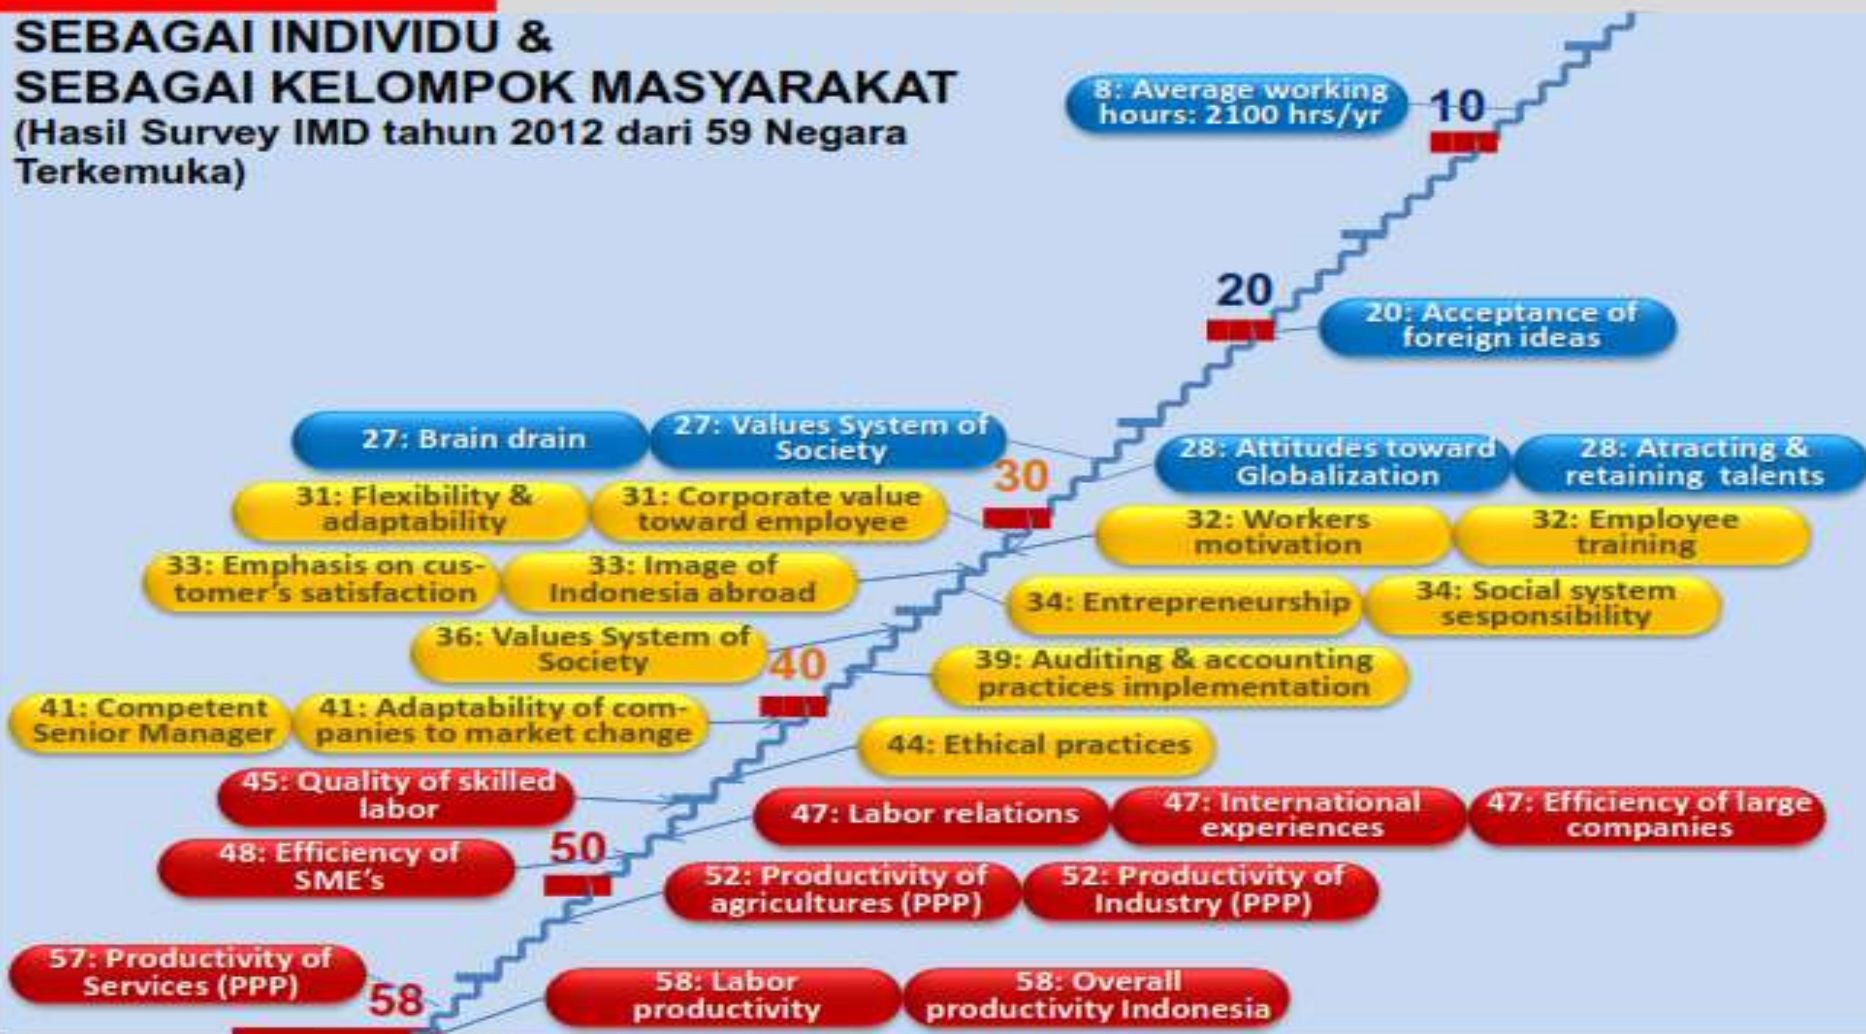 SEBAGAI INDIVIDU &
SEBAGAI KELOMPOK MASYARAKAT
(Hasil Survey IMD tahun 2012 dari 59 Negara
Terkemuka)
8: Average working
hours: 2100 hrs/yr
10
20
20: Acceptance of
foreign ideas
27: Brain drain
27: Values System of
Society
28: Attitudes toward
Globalization
28: Atracting &
retaining talents
30
31: Flexibility &
adaptability
31: Corporate value
toward employee
32: Workers
motivation
32: Employee
training
33: Emphasis on cus-
tomer's satisfaction
33: Image of
Indonesia abroad
34: Entrepreneurship
34: Social system
sesponsibility
36: Values System of
Society
40
39: Auditing & accounting
practices implementation
41: Competent
Senior Manager
41: Adaptability of com-
panies to market change
44: Ethical practices
45: Quality of skilled
labor
47: Labor relations
47: International
experiences
47: Efficiency of large
companies
48: Efficiency of
SME's
50
52: Productivity of
agricultures (PPP)
52: Productivity of
Industry (PPP)
57: Productivity of
Services (PPP)
58
58: Labor
productivity
58: Overall
productivity Indonesia